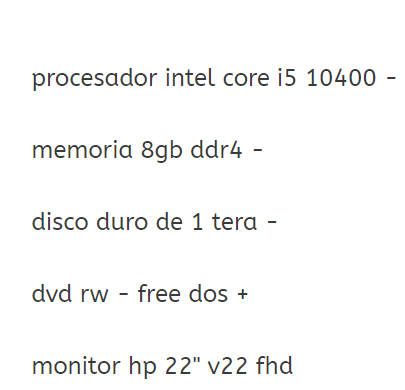 procesador intel core i5 10400 -
memoria 8gb ddr4 -
disco duro de 1 tera -
dvd rw - free dos +
monitor hp 22" v22 fhd